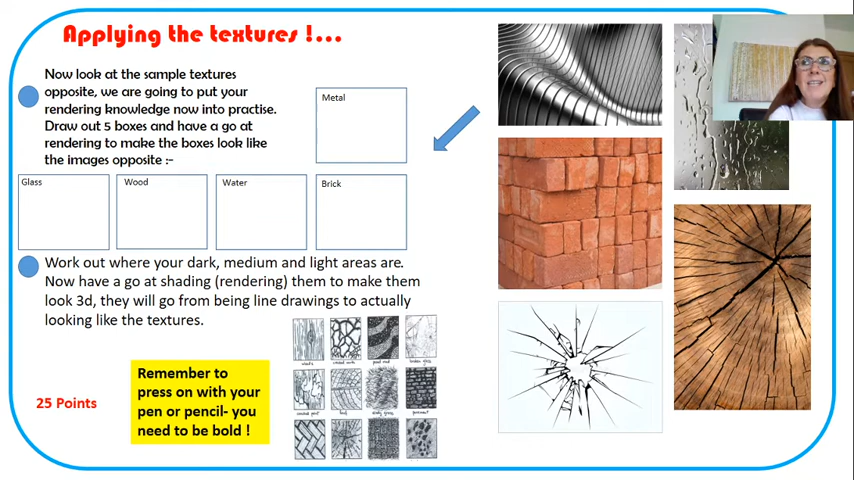 Applying the textures !...
Now look at the sample textures
opposite, we are going to put your
rendering knowledge now into practise.
Draw out 5 boxes and have a go at
rendering to make the boxes look like
the images opposite :-
Metal
Glass
Wood
Water
Brick
Work out where your dark, medium and light areas are.
Now have a go at shading (rendering) them to make them
look 3d, they will go from being line drawings to actually
looking like the textures.
Remember to
press on with your
pen or pencil- you
need to be bold !
25 Points